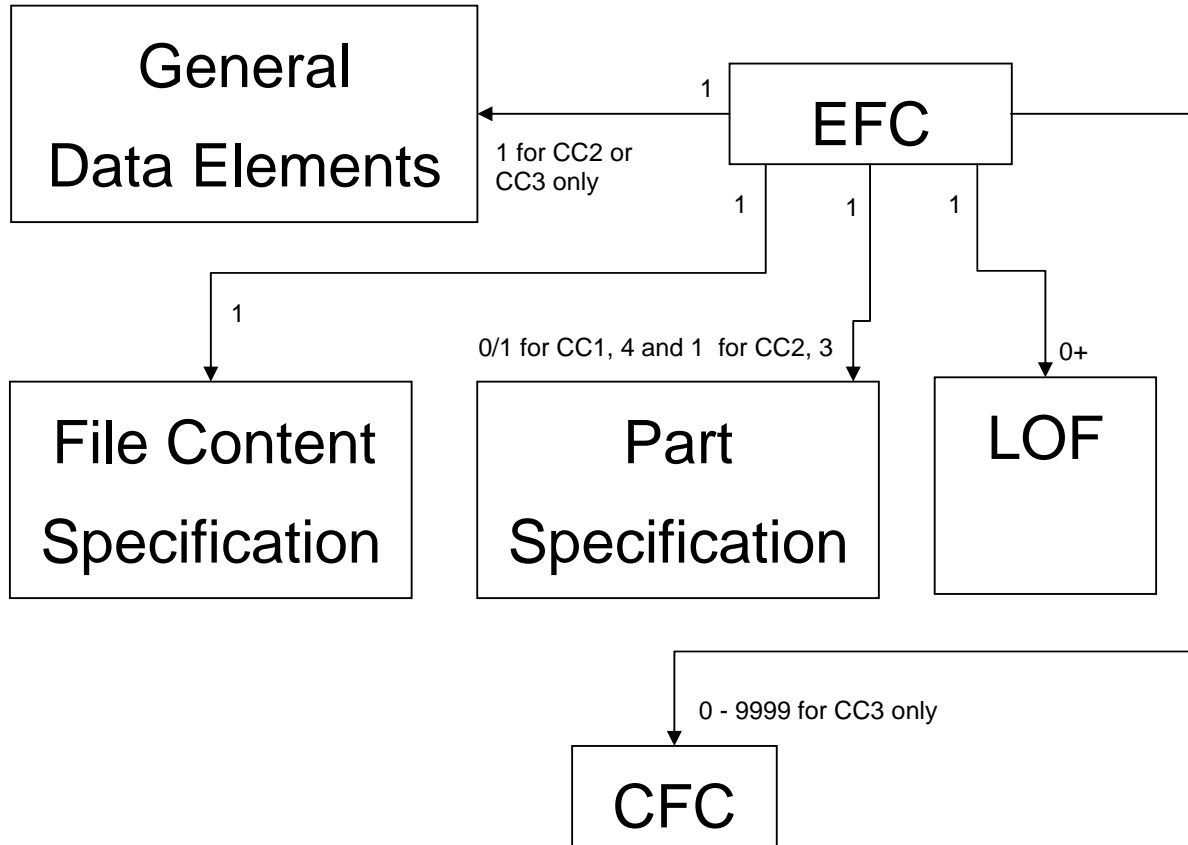 General
Data Elements
1
EFC
1 for CC2 or
CC3 only
1
1
1
1
0/1 for CC1, 4 and 1  for CC2, 3
0+
File Content
Specification
Part
Specification
LOF
0 - 9999 for CC3 only
CFC